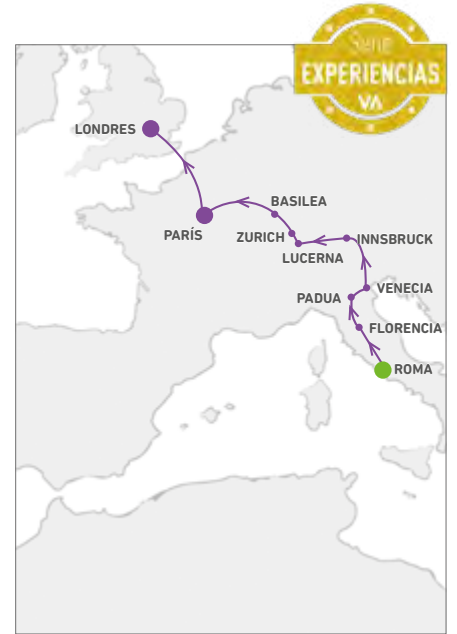 Serie
EXPERIENCIAS
VA
LONDRES
BASILEA
PARÍS
ZURICH
INNSBRUCK
LUCERNA
VENECIA
PADUA
FLORENCIA
ROMA